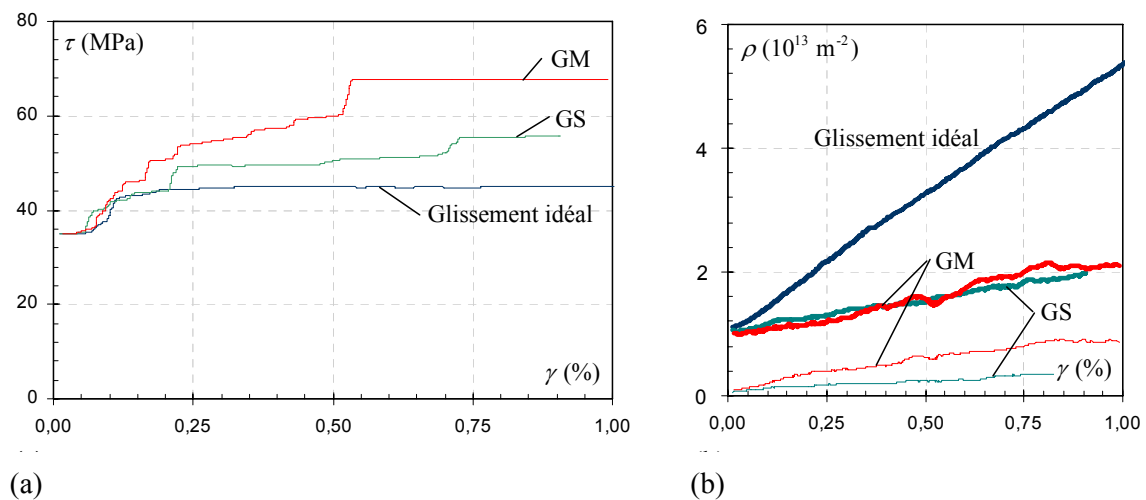 τ (MPa)
GM
GS
Glissement idéal
γ (%)
80
60
40
20
0
0,00 0,25 0,50 0,75 1,00
(a)
ρ (10¹³ m⁻²)
Glissement idéal
GM
GS
γ (%)
6
4
2
0
0,00 0,25 0,50 0,75 1,00
(b)